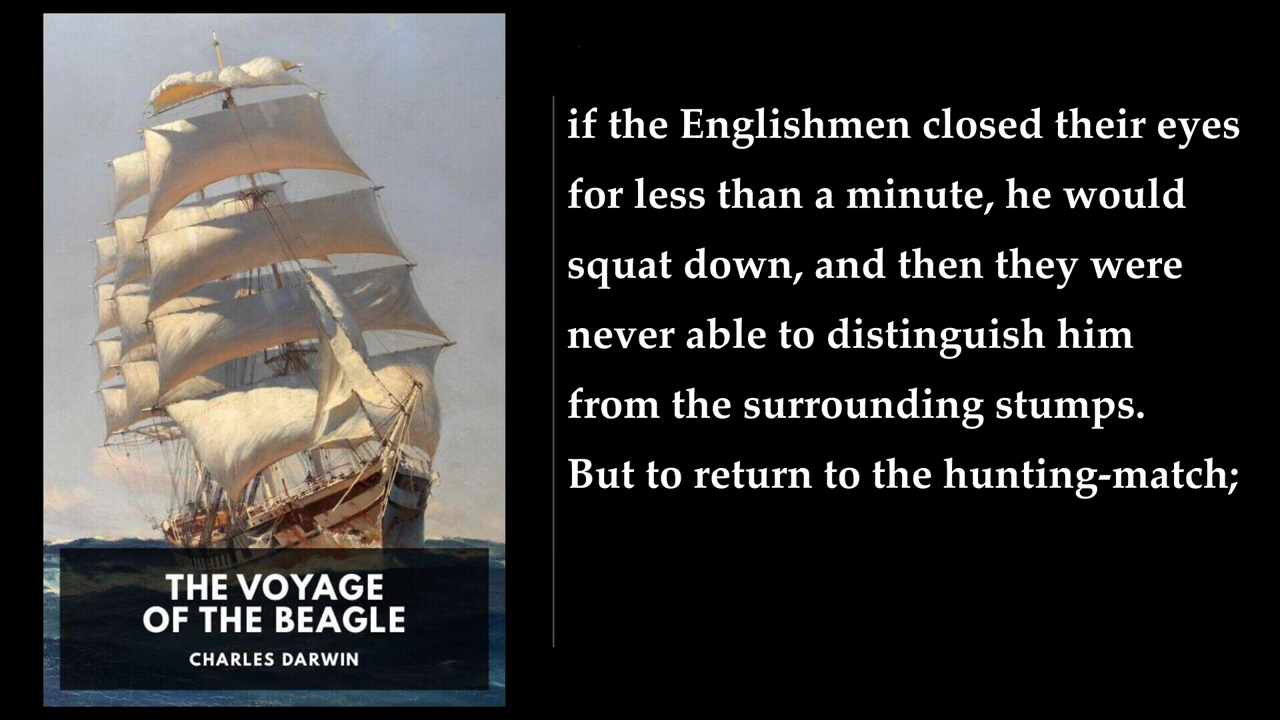 THE VOYAGE
OF THE BEAGLE
CHARLES DARWIN
if the Englishmen closed their eyes
for less than a minute, he would
squat down, and then they were
never able to distinguish him
from the surrounding stumps.
But to return to the hunting-match;